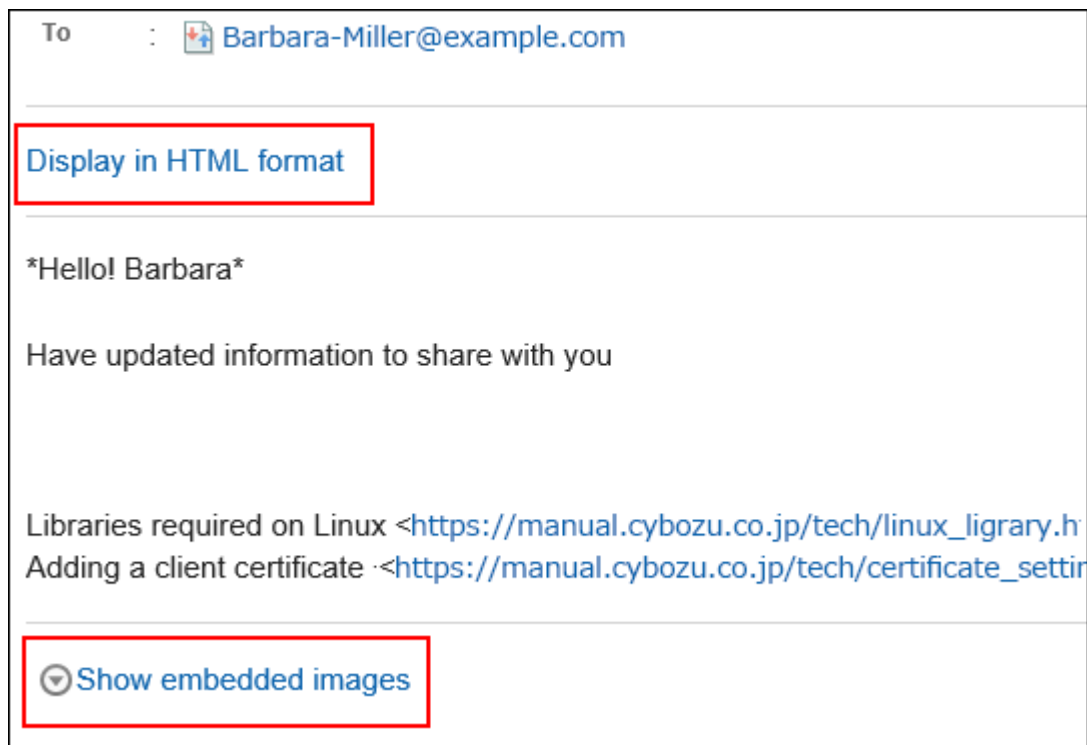 To : Barbara-Miller@example.com
Display in HTML format
*Hello! Barbara*
Have updated information to share with you
Libraries required on Linux <https://manual.cybozu.co.jp/tech/linux_ligrary.h
Adding a client certificate <https://manual.cybozu.co.jp/tech/certificate_settin
Show embedded images